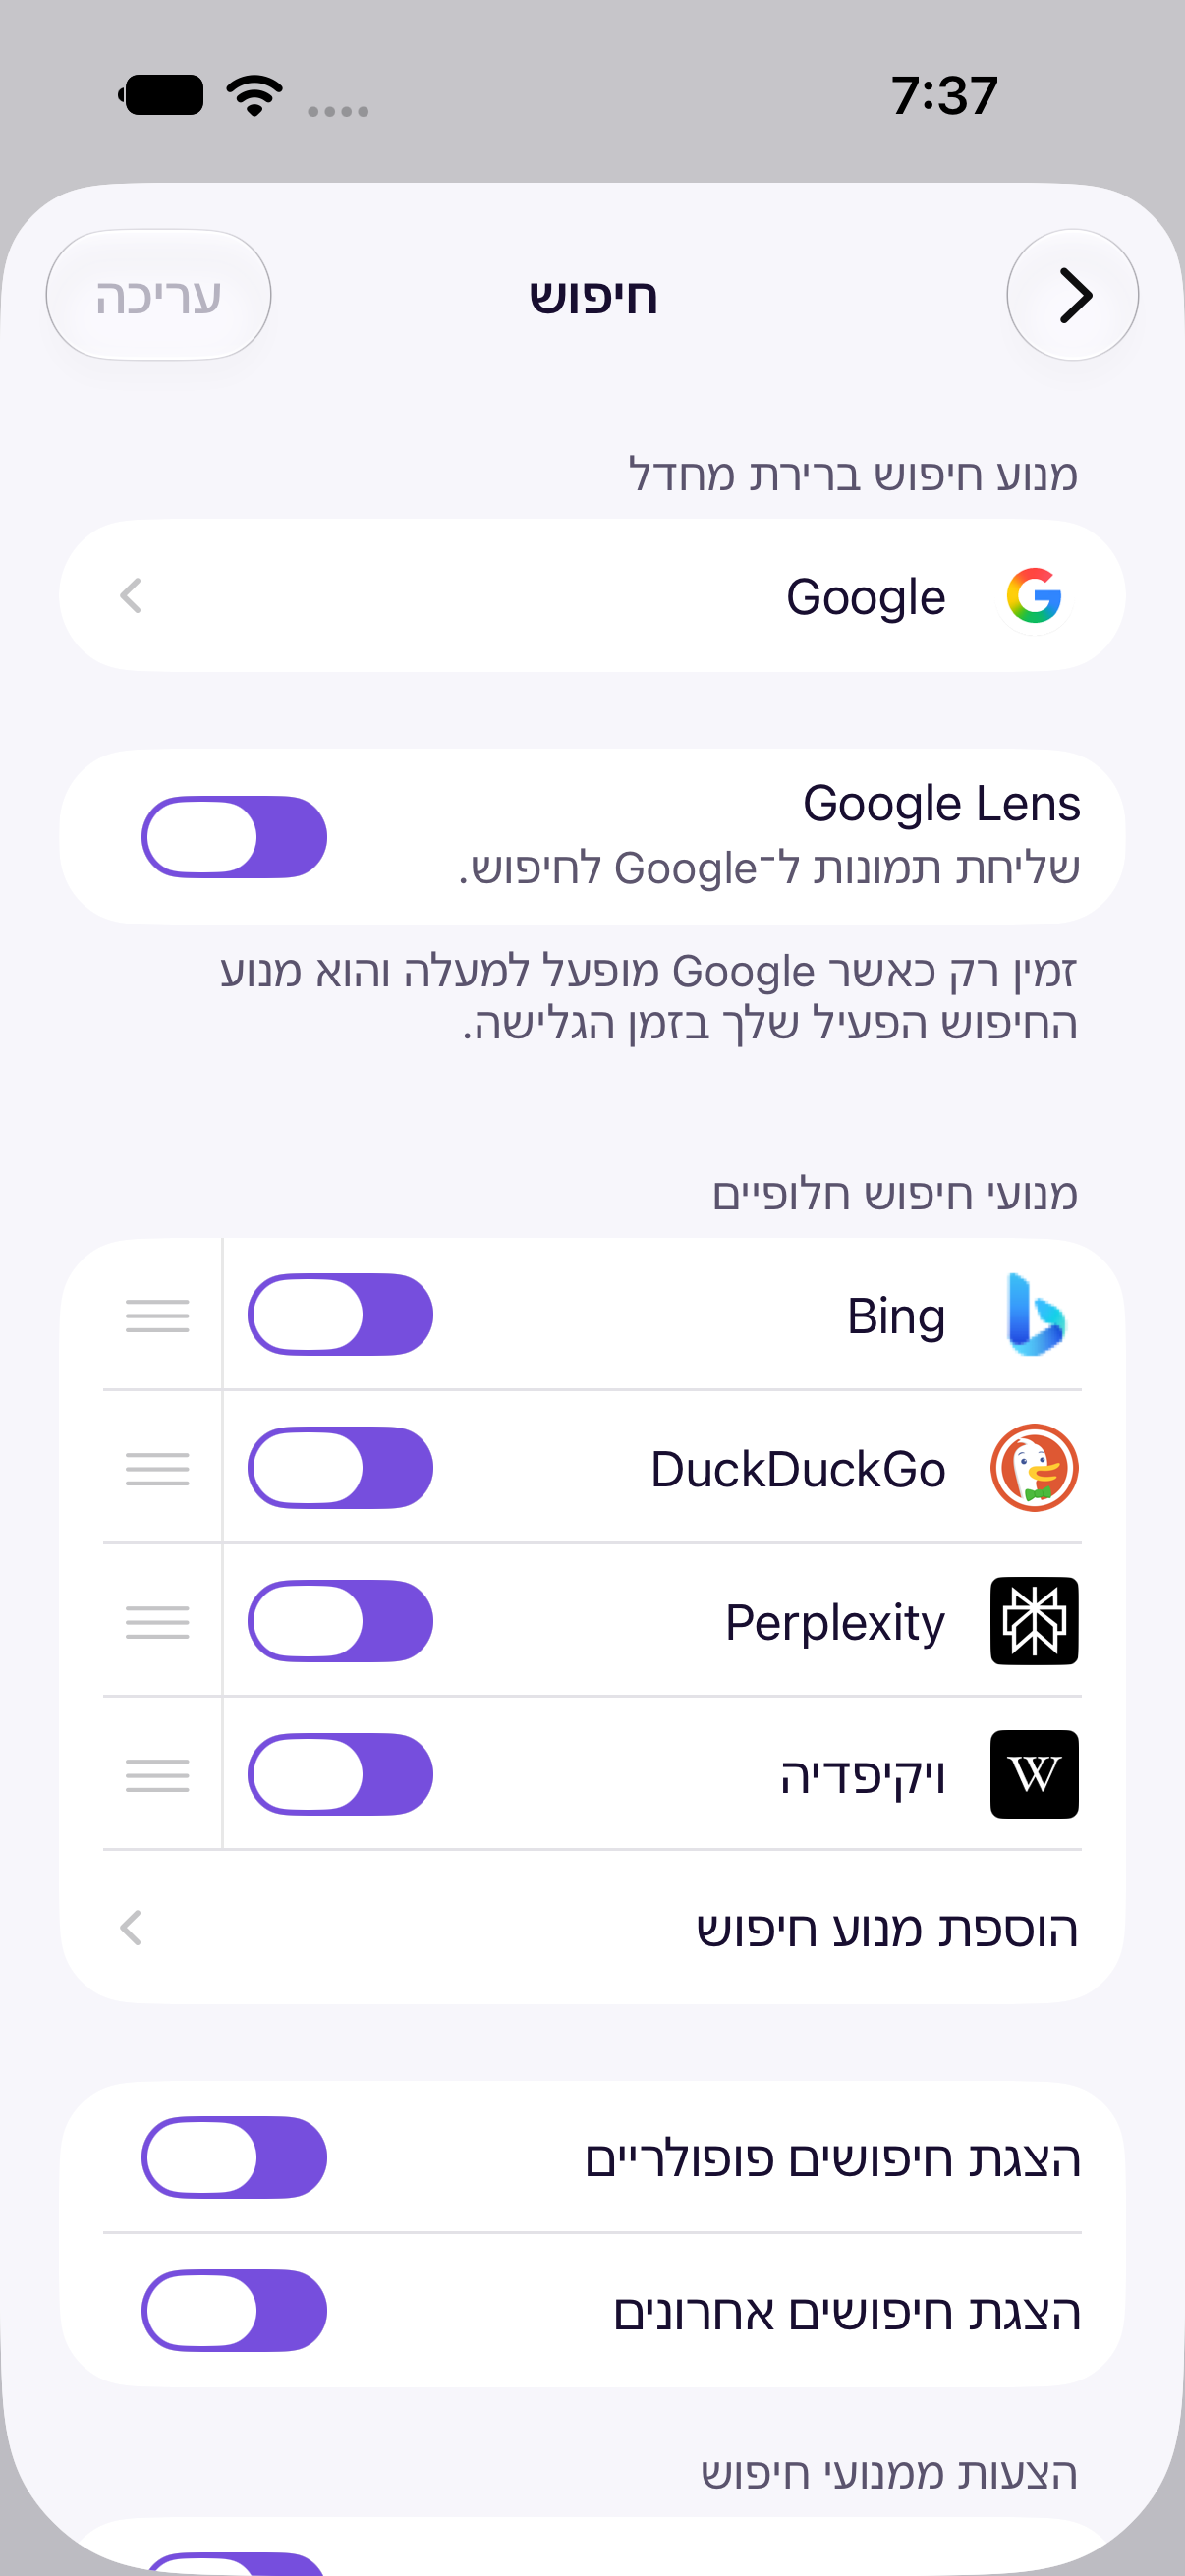 7:37
חיפוש
עריכה
מנוע חיפוש ברירת מחדל
Google
Google Lens
שליחת תמונות ל־Google לחיפוש.
זמין רק כאשר Google מופעל למעלה והוא מנוע
החיפוש הפעיל שלך בזמן הגלישה.
מנועי חיפוש חלופיים
Bing
DuckDuckGo
Perplexity
W
ויקיפדיה
הוספת מנוע חיפוש
הצגת חיפושים פופולריים
הצגת חיפושים אחרונים
הצעות ממנועי חיפוש